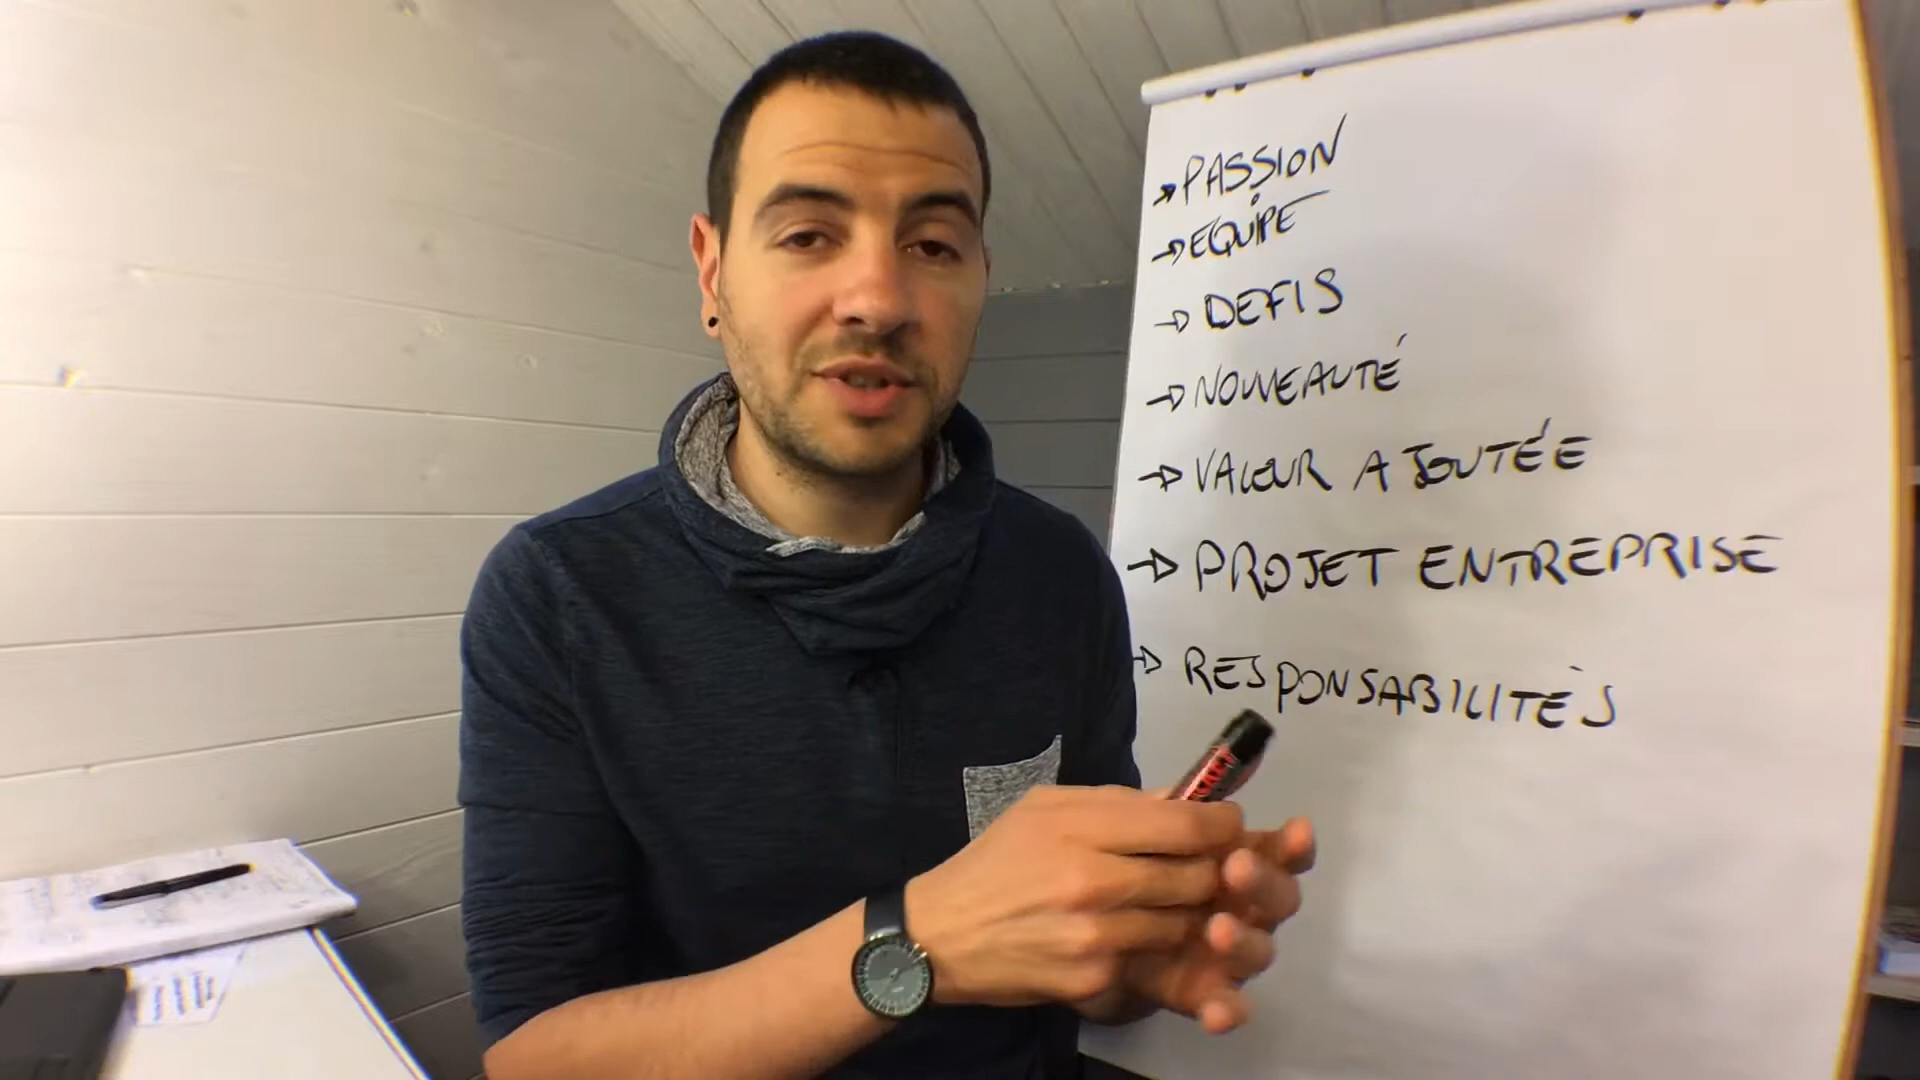 → PASSION
→ EQUIPE
→ DEFIS
→ NOUVEAUTÉ
→ VALEUR AJOUTÉE
→ PROJET ENTREPRISE
→ RESPONSABILITÉS